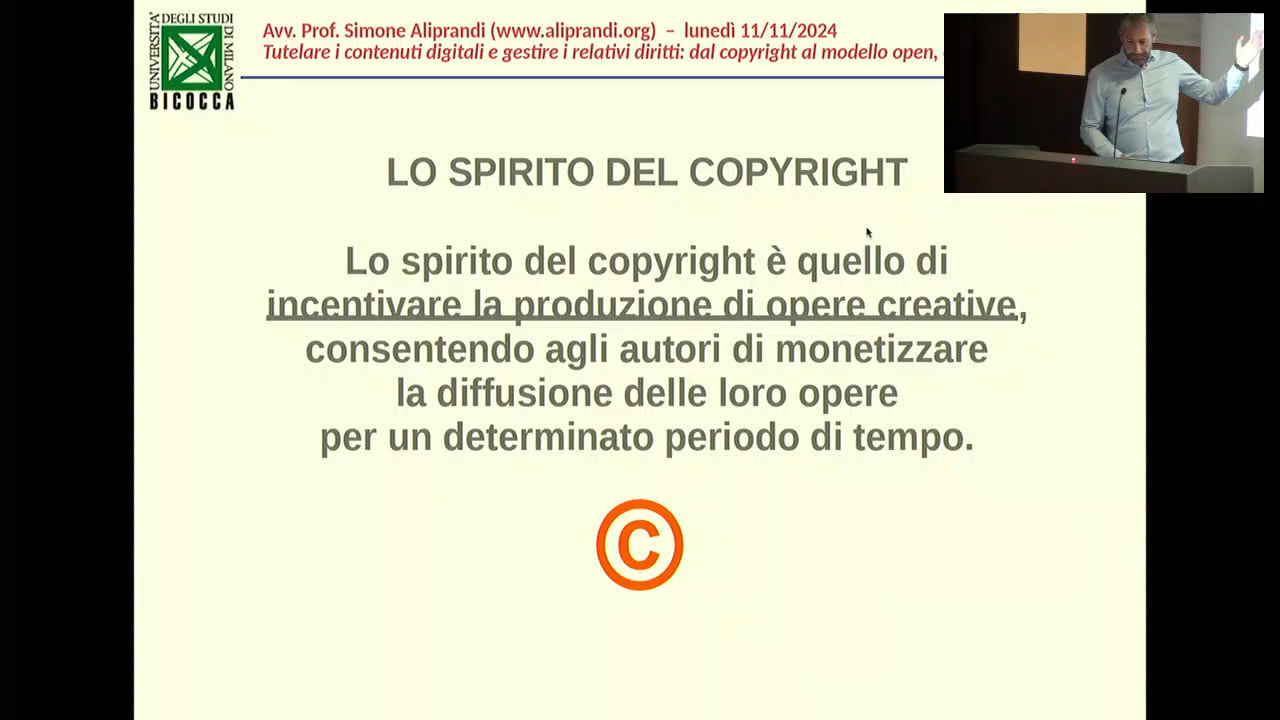 UNIVERSITA' DEGLI STUDI DI MILANO
BICOCCA
Avv. Prof. Simone Aliprandi (www.aliprandi.org) – lunedì 11/11/2024
Tutelare i contenuti digitali e gestire i relativi diritti: dal copyright al modello open,
LO SPIRITO DEL COPYRIGHT
Lo spirito del copyright è quello di
incentivare la produzione di opere creative,
consentendo agli autori di monetizzare
la diffusione delle loro opere
per un determinato periodo di tempo.
©